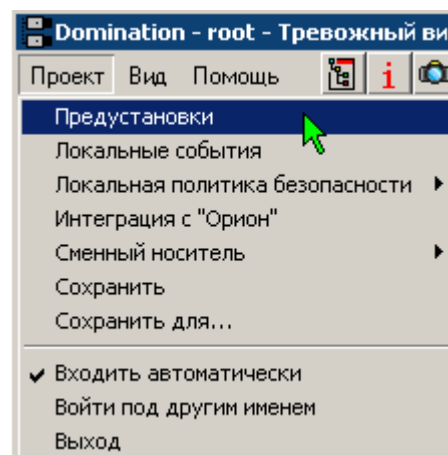 Domination - root - Тревожный ви
Проект Вид Помощь
Предустановки
Локальные события
Локальная политика безопасности
Интеграция с "Орион"
Сменный носитель
Сохранить
Сохранить для...
Входить автоматически
Войти под другим именем
Выход